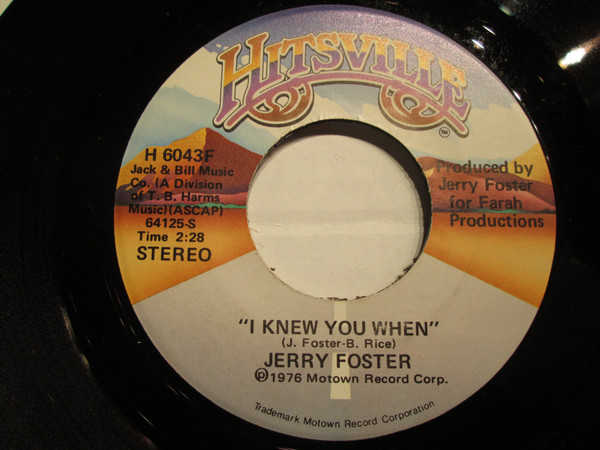 HITSVILLE
TM
H 6043F
Jack & Bill Music
Co. (A Division
of T. B. Harms
Music)(ASCAP)
64125-S
Time 2:28
STEREO
Produced by
Jerry Foster
for Farah
Productions
"I KNEW YOU WHEN"
(J. Foster-B. Rice)
JERRY FOSTER
℗1976 Motown Record Corp.
Trademark Motown Record Corporation